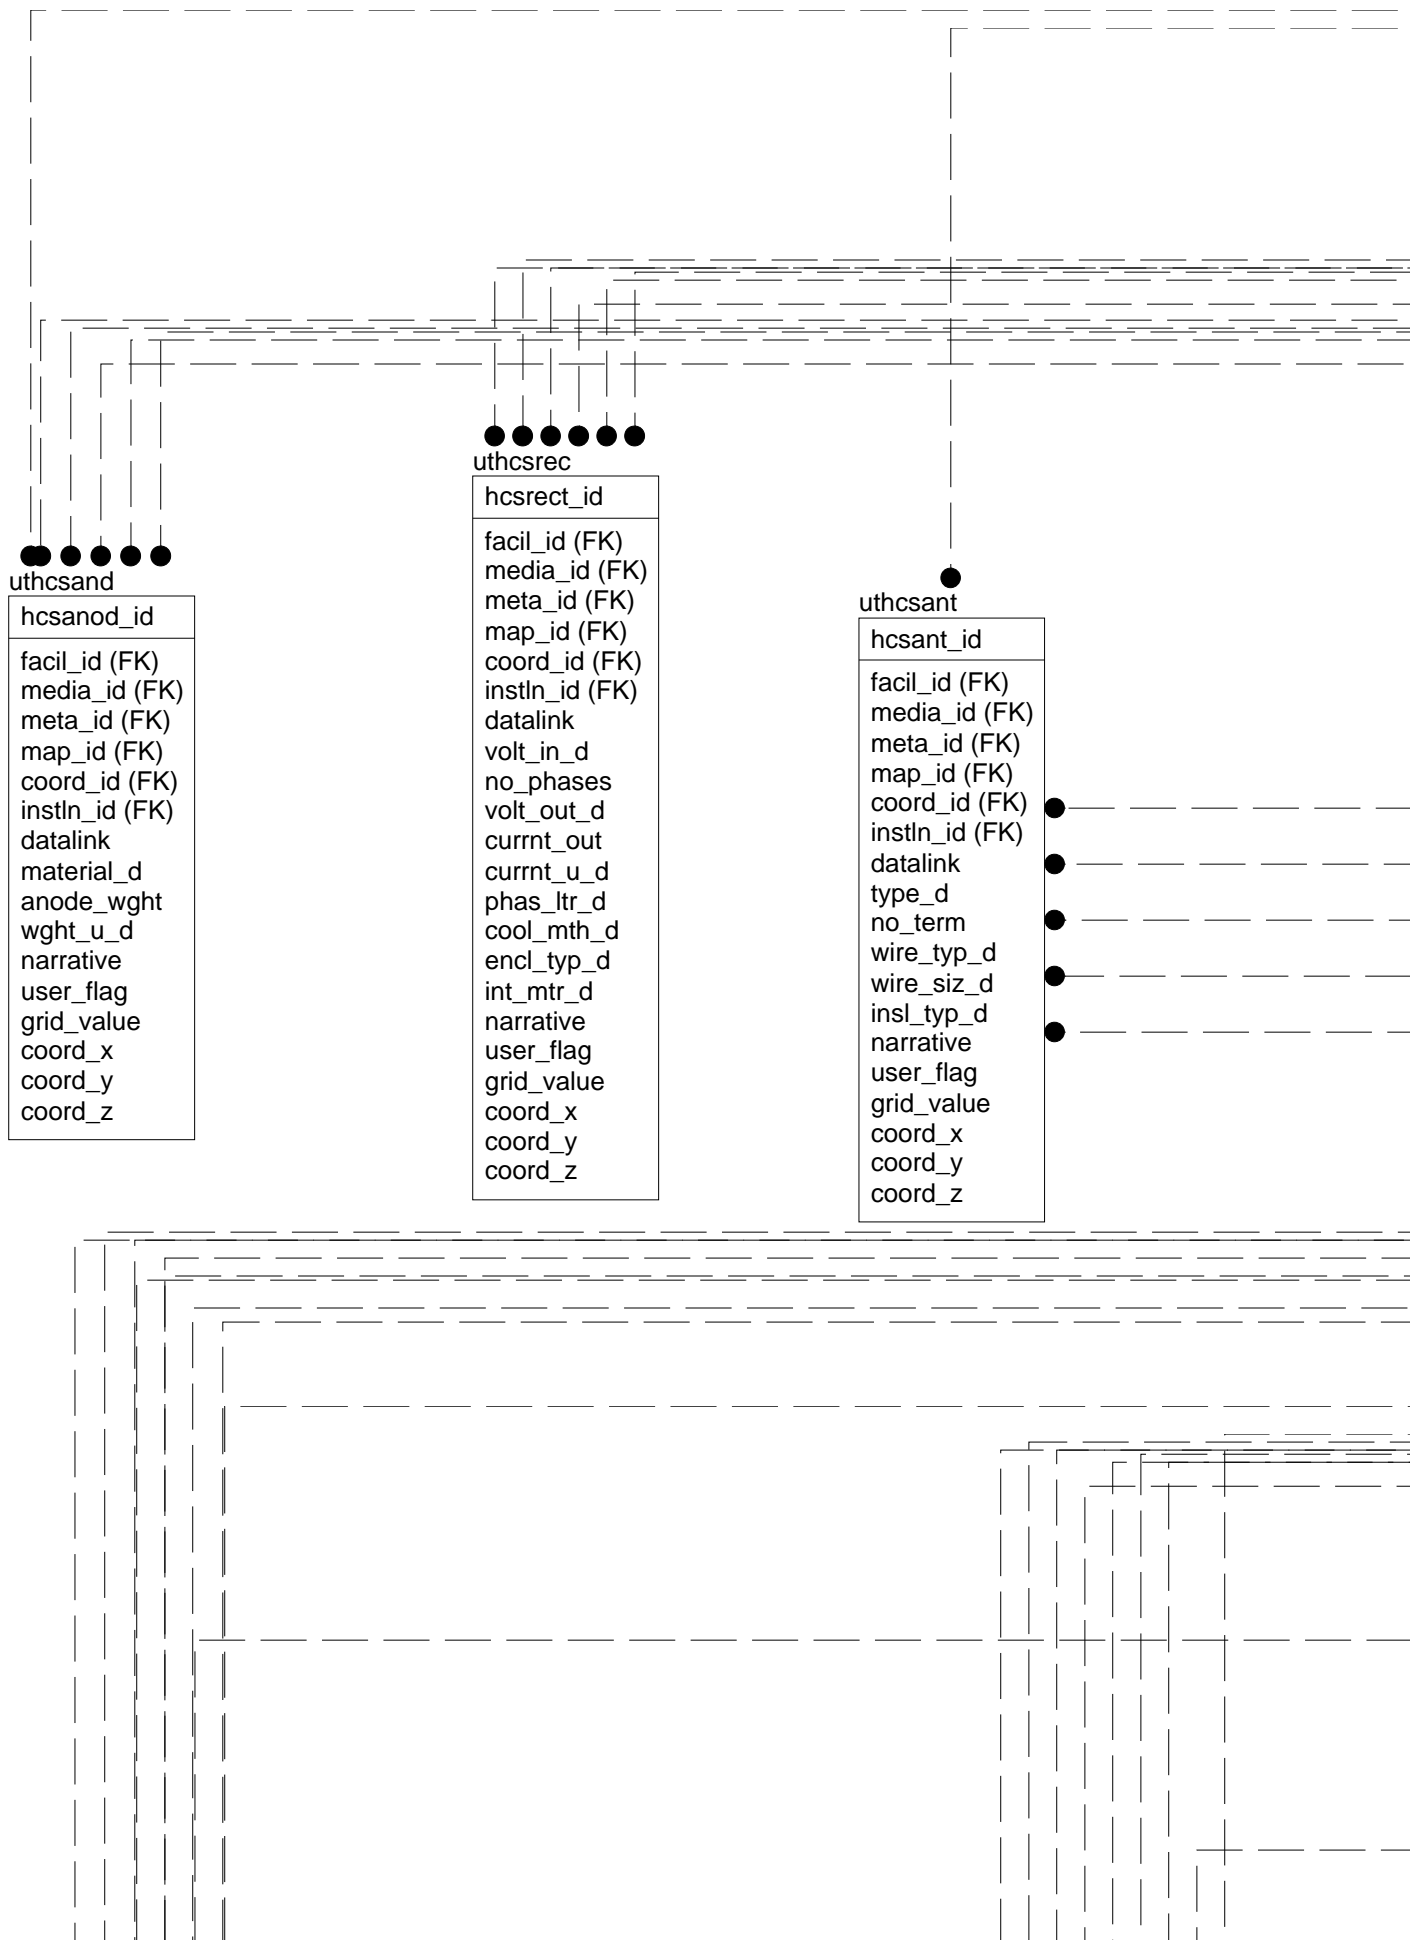 uthcsand
hcsanod_id
facil_id (FK)
media_id (FK)
meta_id (FK)
map_id (FK)
coord_id (FK)
instln_id (FK)
datalink
material_d
anode_wght
wght_u_d
narrative
user_flag
grid_value
coord_x
coord_y
coord_z
uthcsrec
hcsrect_id
facil_id (FK)
media_id (FK)
meta_id (FK)
map_id (FK)
coord_id (FK)
instln_id (FK)
datalink
volt_in_d
no_phases
volt_out_d
currnt_out
currnt_u_d
phas_ltr_d
cool_mth_d
encl_typ_d
int_mtr_d
narrative
user_flag
grid_value
coord_x
coord_y
coord_z
uthcsant
hcsant_id
facil_id (FK)
media_id (FK)
meta_id (FK)
map_id (FK)
coord_id (FK)
instln_id (FK)
datalink
type_d
no_term
wire_typ_d
wire_siz_d
insl_typ_d
narrative
user_flag
grid_value
coord_x
coord_y
coord_z